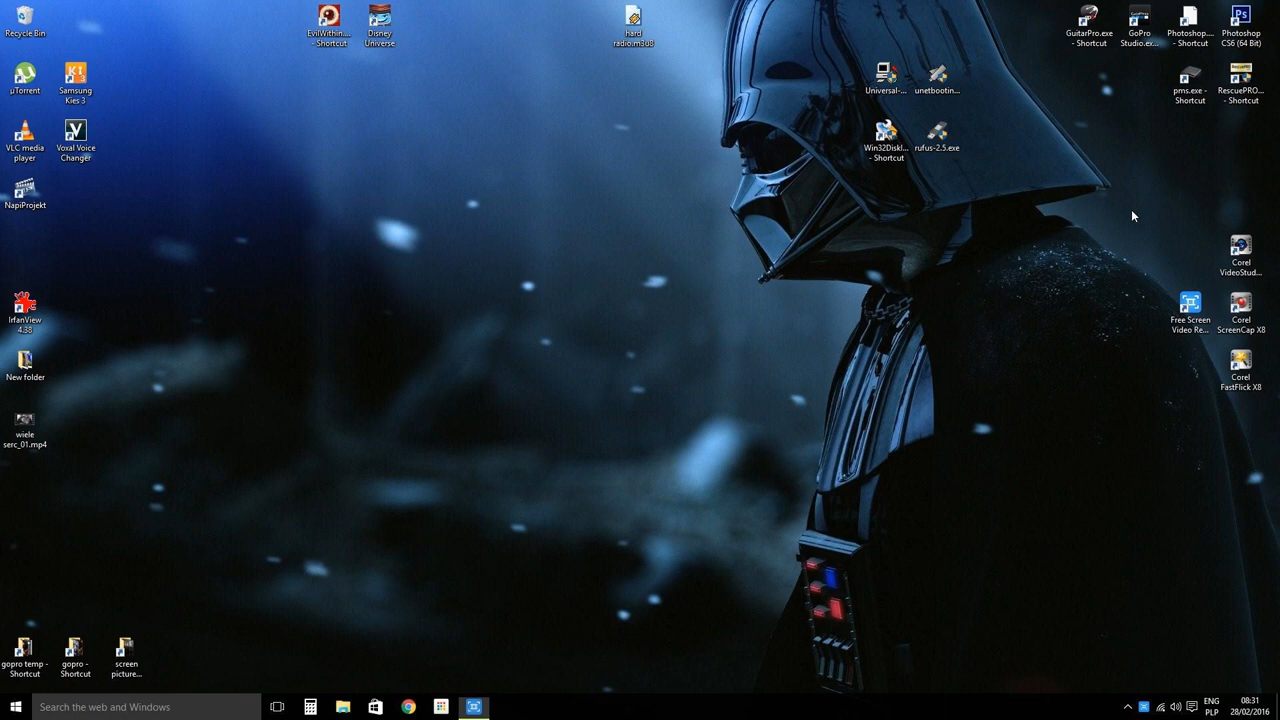 Recycle Bin
EvilWithin....
- Shortcut
Disney
Universe
hard
radio.m3u8
GuitarPro.exe
- Shortcut
GoPro
Studio.ex...
Photoshop....
- Shortcut
Ps
Photoshop
CS6 (64 Bit)
µTorrent
Samsung
Kies 3
Universal-...
unetbootin...
pms.exe -
Shortcut
RescuePRO...
- Shortcut
VLC media
player
Voxal Voice
Changer
Win32DiskI...
- Shortcut
rufus-2.5.exe
NapiProjekt
Corel
VideoStud...
IrfanView
4.38
Free Screen
Video Re...
Corel
ScreenCap X8
New folder
Corel
FastFlick X8
wiele
serc_01.mp4
gopro temp -
Shortcut
gopro -
Shortcut
screen
picture...
Search the web and Windows
ENG
PLP
08:31
28/02/2016